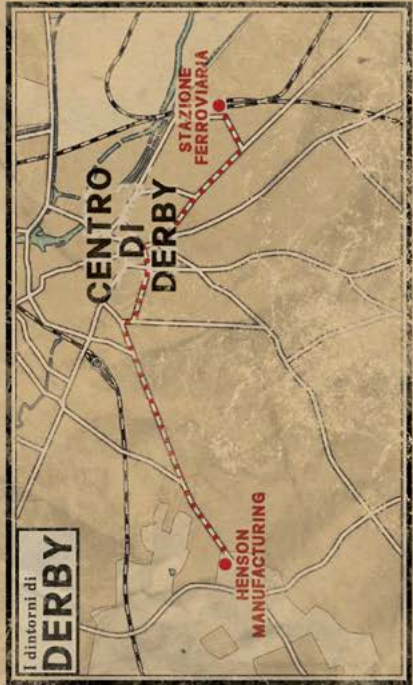 I dintorni di
DERBY
CENTRO
DI
DERBY
STAZIONE
FERROVIARIA
HENSON
MANUFACTURING